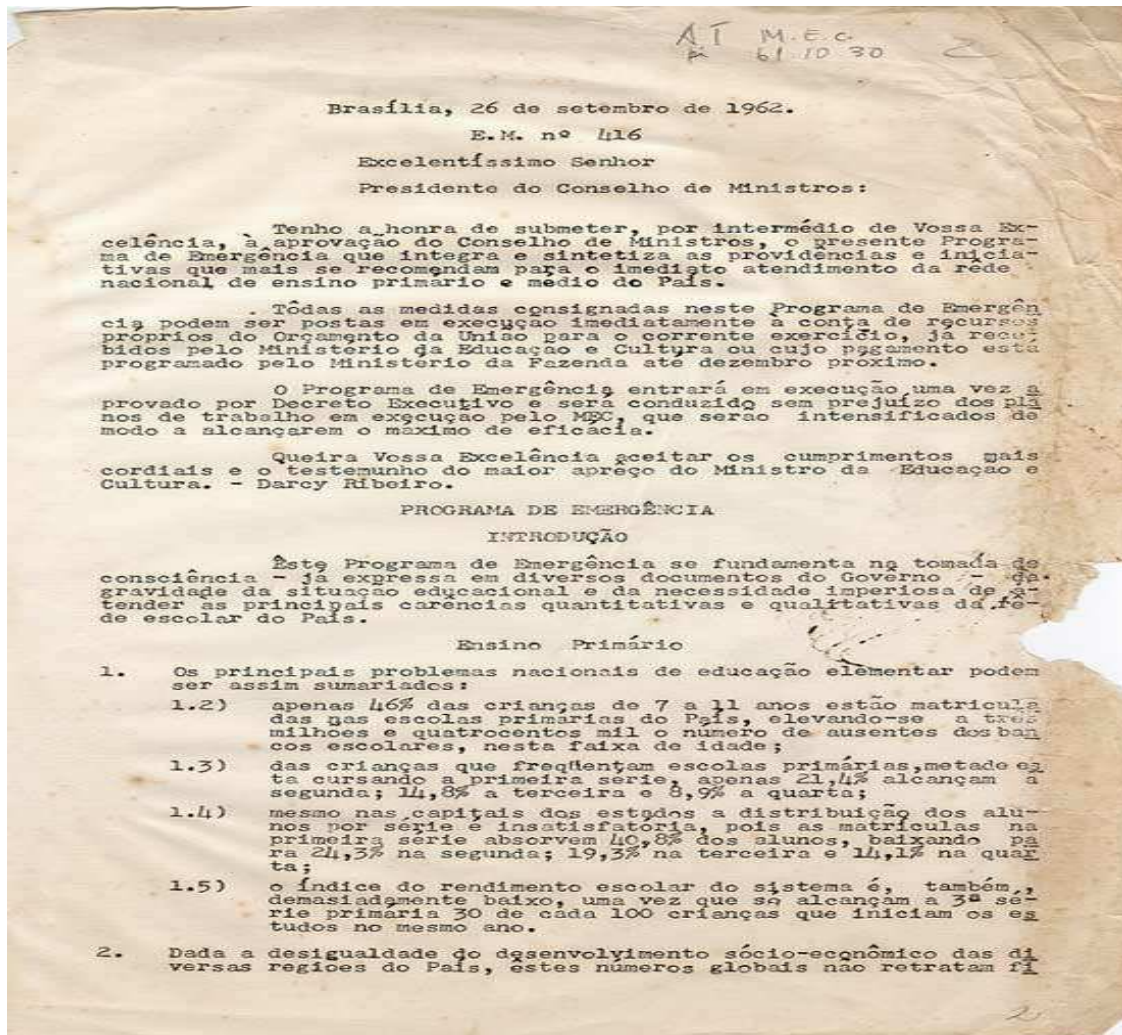 AT M.E.C.
pi 61.10.30 2
Brasília, 26 de setembro de 1962.
E.M. nº 416
Excelentíssimo Senhor
Presidente do Conselho de Ministros:
Tenho a honra de submeter, por intermédio de Vossa Ex-
celência, à aprovação do Conselho de Ministros, o presente Progra-
ma de Emergência que integra e sintetiza as providências e inicia-
tivas que mais se recomendam para o imediato atendimento da rêde
nacional de ensino primário e médio do País.
. Tôdas as medidas consignadas neste Programa de Emergên
cia podem ser postas em execução imediatamente à conta de recursos
próprios do Orçamento da União para o corrente exercício, já rece
bidos pelo Ministério da Educação e Cultura ou cujo pagamento está
programado pelo Ministério da Fazenda até dezembro próximo.
O Programa de Emergência entrará em execução uma vez a
provado por Decreto Executivo e será conduzido sem prejuízo dos pla
nos de trabalho em execução pelo MEC, que serão intensificados de
modo a alcançarem o máximo de eficácia.
Queira Vossa Excelência aceitar os cumprimentos mais
cordiais e o testemunho do maior aprêço do Ministro da Educação e
Cultura. - Darcy Ribeiro.
PROGRAMA DE EMERGÊNCIA
INTRODUÇÃO
Êste Programa de Emergência se fundamenta na tomada de
consciência - já expressa em diversos documentos do Governo - da
gravidade da situação educacional e da necessidade imperiosa de a-
tender as principais carências quantitativas e qualitativas da rê-
de escolar do País.
Ensino Primário
1. Os principais problemas nacionais de educação elementar podem
ser assim sumariados:
1.2) apenas 46% das crianças de 7 a 11 anos estão matricula
das nas escolas primárias do País, elevando-se a três
milhões e quatrocentos mil o número de ausentes dos ban
cos escolares, nesta faixa de idade;
1.3) das crianças que freqüentam escolas primárias, metade es
tá cursando a primeira série, apenas 21,4% alcançam a
segunda; 14,8% a terceira e 8,9% a quarta;
1.4) mesmo nas capitais dos estados a distribuição dos alu-
nos por série é insatisfatória, pois as matrículas na
primeira série absorvem 40,8% dos alunos, baixando pa
ra 24,3% na segunda; 19,3% na terceira e 14,1% na quar
ta;
1.5) o índice do rendimento escolar do sistema é, também,
demasiadamente baixo, uma vez que só alcançam a 3ª sé-
rie primária 30 de cada 100 crianças que iniciam os es
tudos no mesmo ano.
2. Dada a desigualdade do desenvolvimento sócio-econômico das di
versas regiões do País, êstes números globais não retratam fi
2